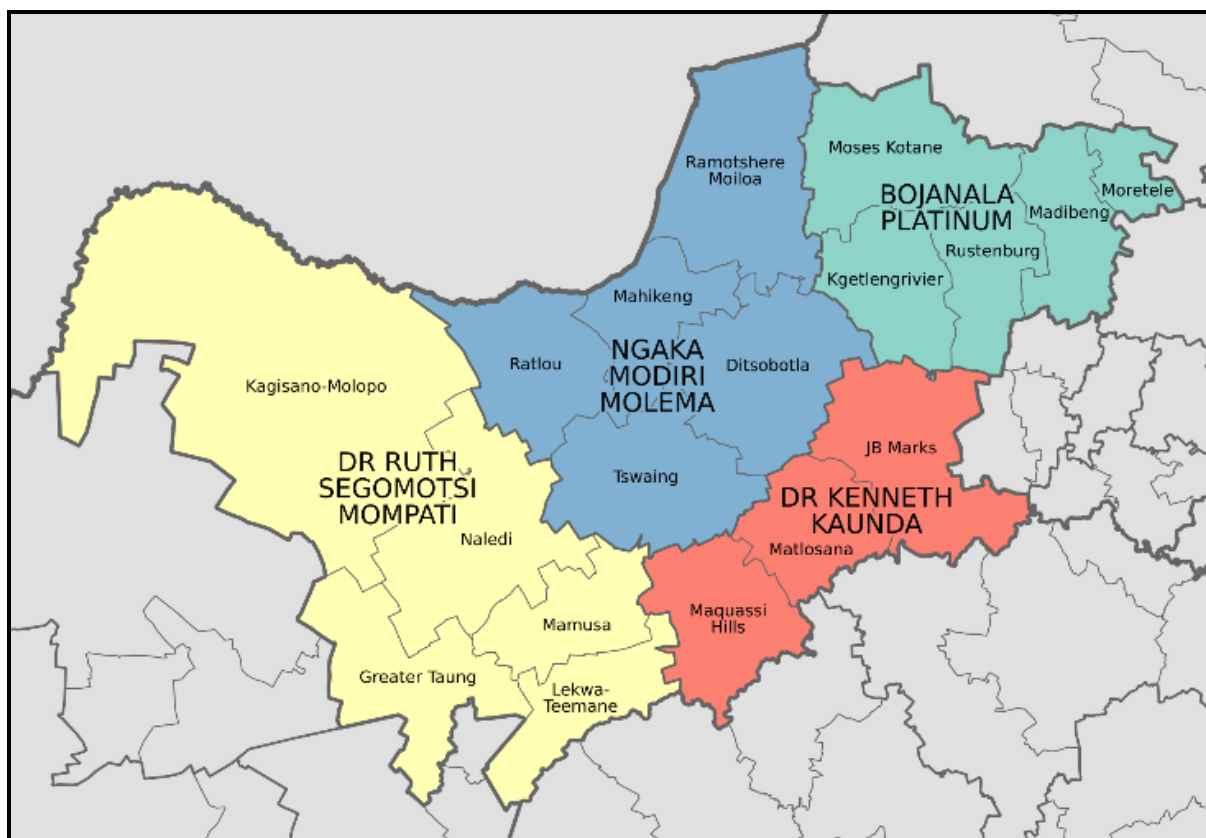 Ramotshere
Moiloa
Moses Kotane
BOJANALA
PLATINUM
Madibeng
Moretele
Rustenburg
Kgetlengrivier
Mahikeng
Ratlou
NGAKA
MODIRI
MOLEMA
Ditsobotla
Tswaing
Kagisano-Molopo
DR RUTH
SEGOMOTSI
MOMPATI
Naledi
Mamusa
Greater Taung
Lekwa-
Teemane
JB Marks
DR KENNETH
KAUNDA
Matlosana
Maquassi
Hills